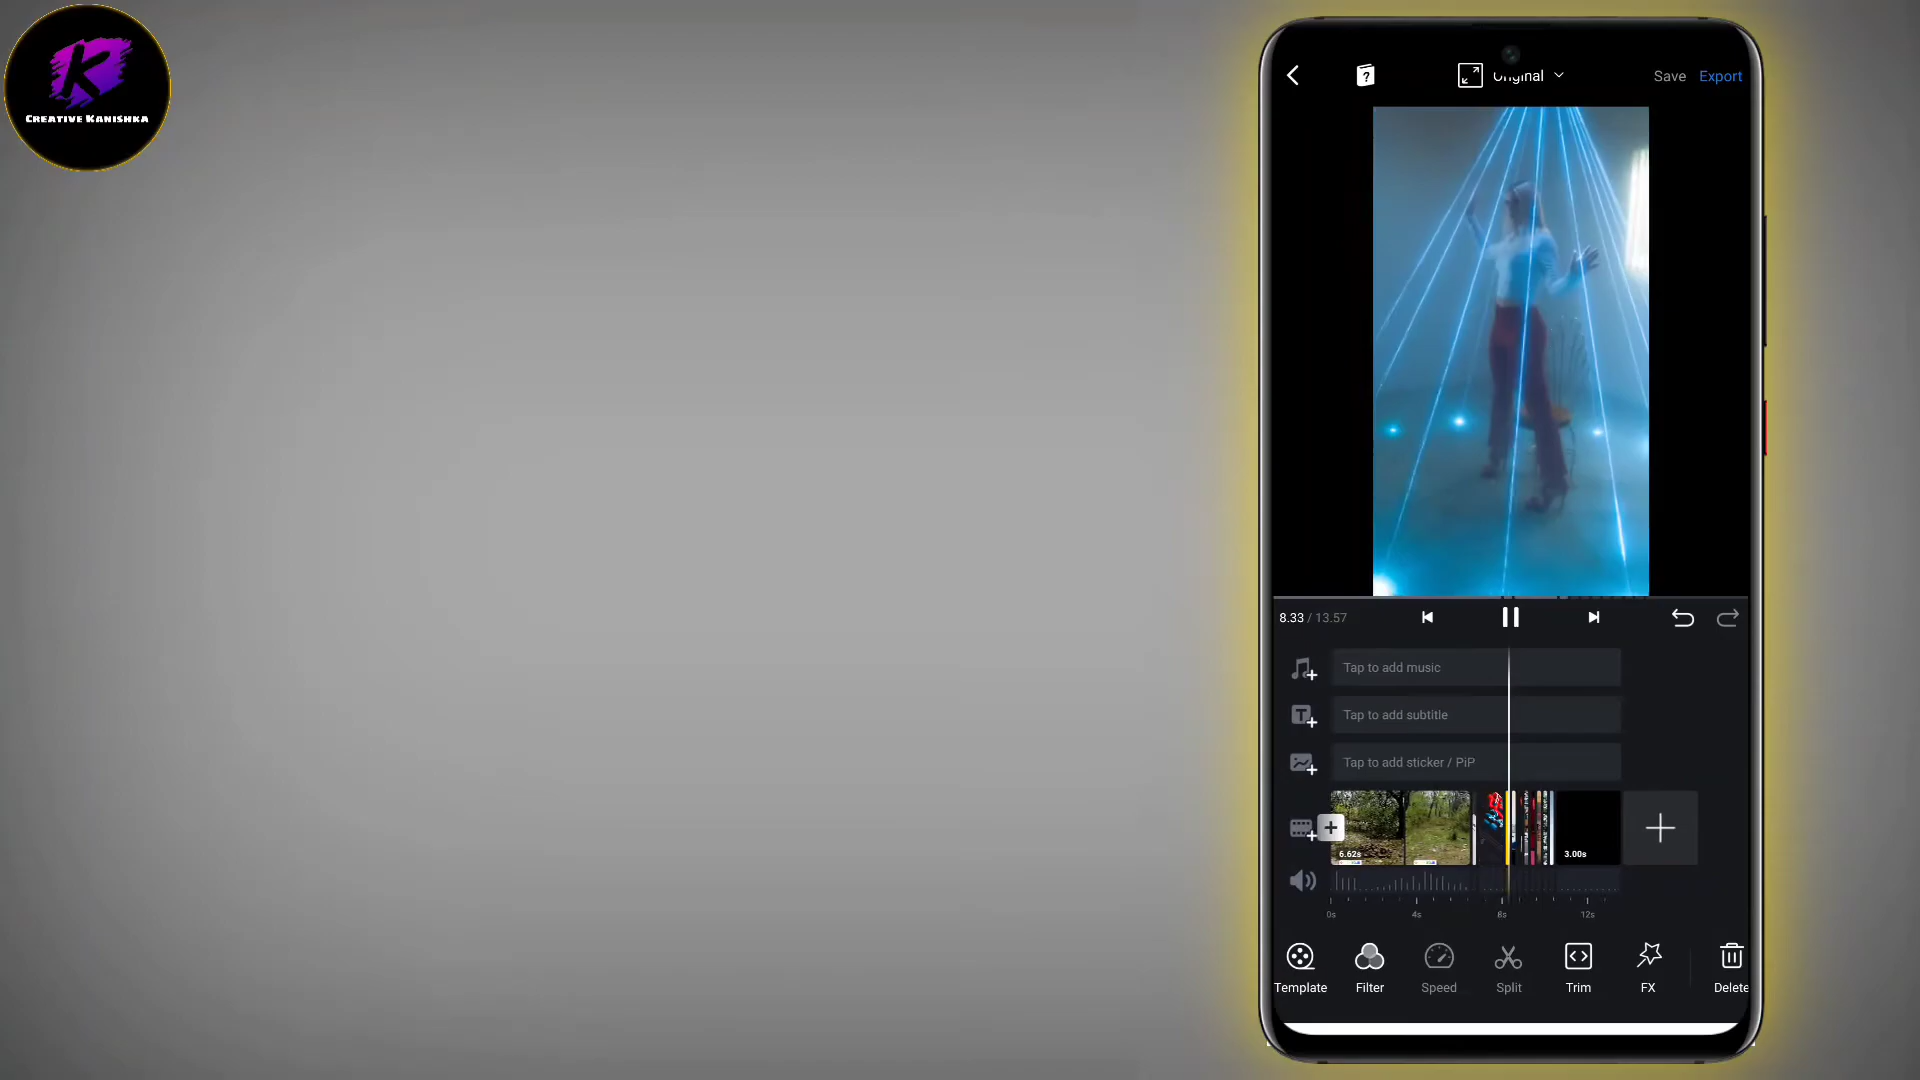 K
CREATIVE KANISHKA
?
Original
Save
Export
8.33 / 13.57
Tap to add music
Tap to add subtitle
Tap to add sticker / PiP
6.62s
3.00s
0s
4s
8s
12s
Template
Filter
Speed
Split
Trim
FX
Delete